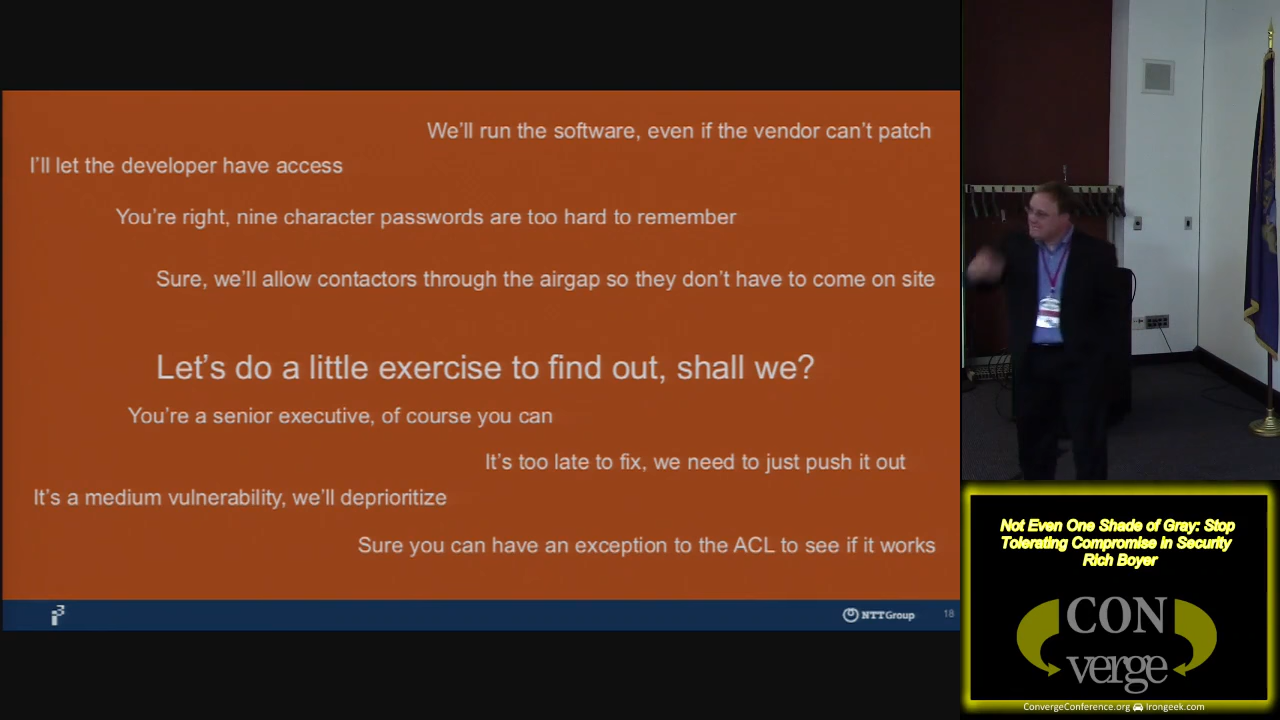 We'll run the software, even if the vendor can't patch
I'll let the developer have access
You're right, nine character passwords are too hard to remember
Sure, we'll allow contactors through the airgap so they don't have to come on site
Let's do a little exercise to find out, shall we?
You're a senior executive, of course you can
It's too late to fix, we need to just push it out
It's a medium vulnerability, we'll deprioritize
Sure you can have an exception to the ACL to see if it works
i3
NTT Group
18
Not Even One Shade of Gray: Stop
Tolerating Compromise in Security
Rich Boyer
CON
verge
ConvergeConference.org Irongeek.com